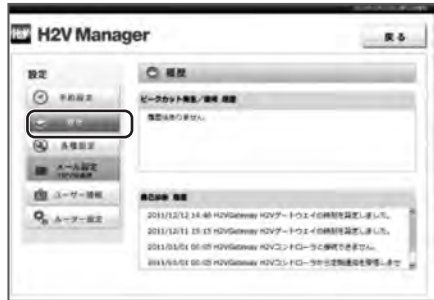 H2V Manager
戻る
設定
履歴
予約設定
履歴
ピークカット発生/復帰 履歴
履歴はありません。
各種設定
メール設定
ユーザー情報
ルーター設定
自己診断 履歴
2011/12/12 14:46 H2VGateway H2Vゲートウェイの時刻を設定しました。
2011/12/11 15:15 H2VGateway H2Vゲートウェイの時刻を設定しました。
2011/01/01 00:05 H2VGateway H2Vコントローラと接続できません。
2011/01/01 00:05 H2VGateway H2Vコントローラから定期通知を受信しませ